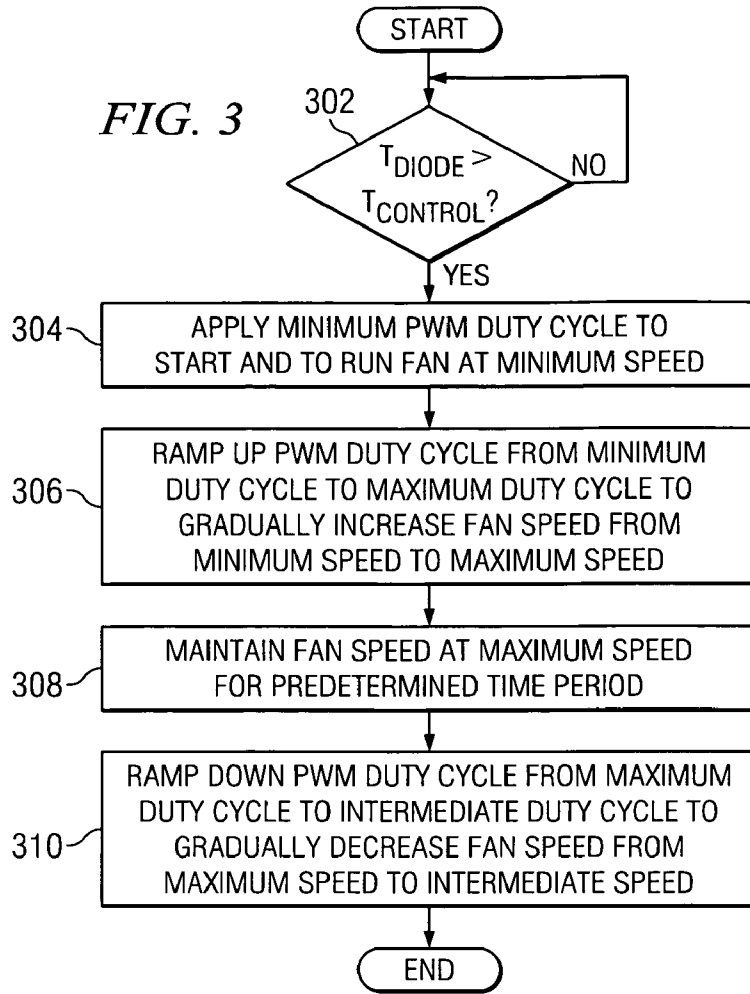 START
FIG. 3
302
T_DIODE >
T_CONTROL?
NO
YES
304
APPLY MINIMUM PWM DUTY CYCLE TO
START AND TO RUN FAN AT MINIMUM SPEED
306
RAMP UP PWM DUTY CYCLE FROM MINIMUM
DUTY CYCLE TO MAXIMUM DUTY CYCLE TO
GRADUALLY INCREASE FAN SPEED FROM
MINIMUM SPEED TO MAXIMUM SPEED
308
MAINTAIN FAN SPEED AT MAXIMUM SPEED
FOR PREDETERMINED TIME PERIOD
310
RAMP DOWN PWM DUTY CYCLE FROM MAXIMUM
DUTY CYCLE TO INTERMEDIATE DUTY CYCLE TO
GRADUALLY DECREASE FAN SPEED FROM
MAXIMUM SPEED TO INTERMEDIATE SPEED
END